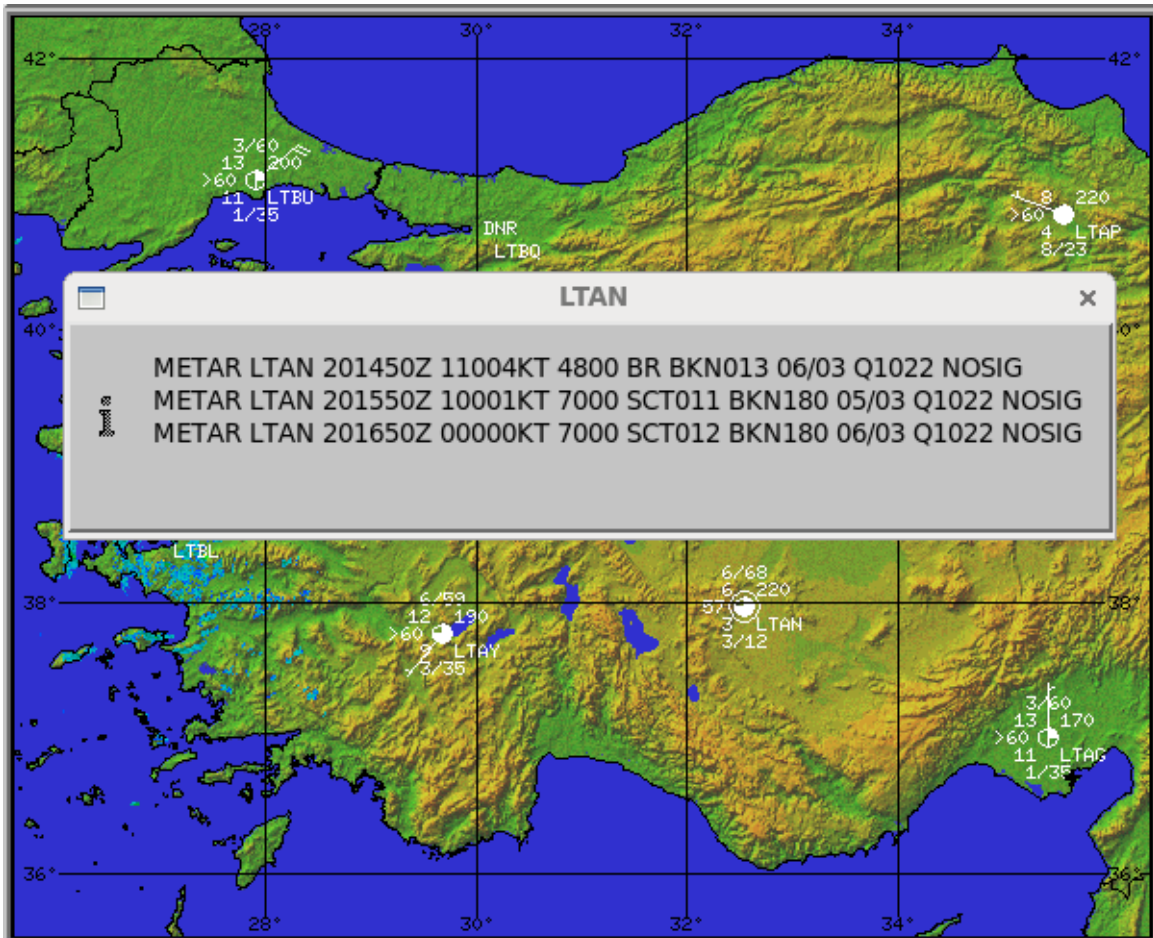 28° 30° 32° 34°
42° 42°
3/60
13 200
>60 LTBU
11
1/35
8 220
>60
4 LTAP
8/23
DNR
LTBQ
LTAN
40° 0°
METAR LTAN 201450Z 11004KT 4800 BR BKN013 06/03 Q1022 NOSIG
METAR LTAN 201550Z 10001KT 7000 SCT011 BKN180 05/03 Q1022 NOSIG
METAR LTAN 201650Z 00000KT 7000 SCT012 BKN180 06/03 Q1022 NOSIG
LTBL
6/59
12 190
>60
9 LTAY
3/35
6/68
6 220
57
3 LTAN
3/12
38° 38°
3/60
13 170
>60
11 LTAG
1/35
36° 36°
28° 30° 32° 34°